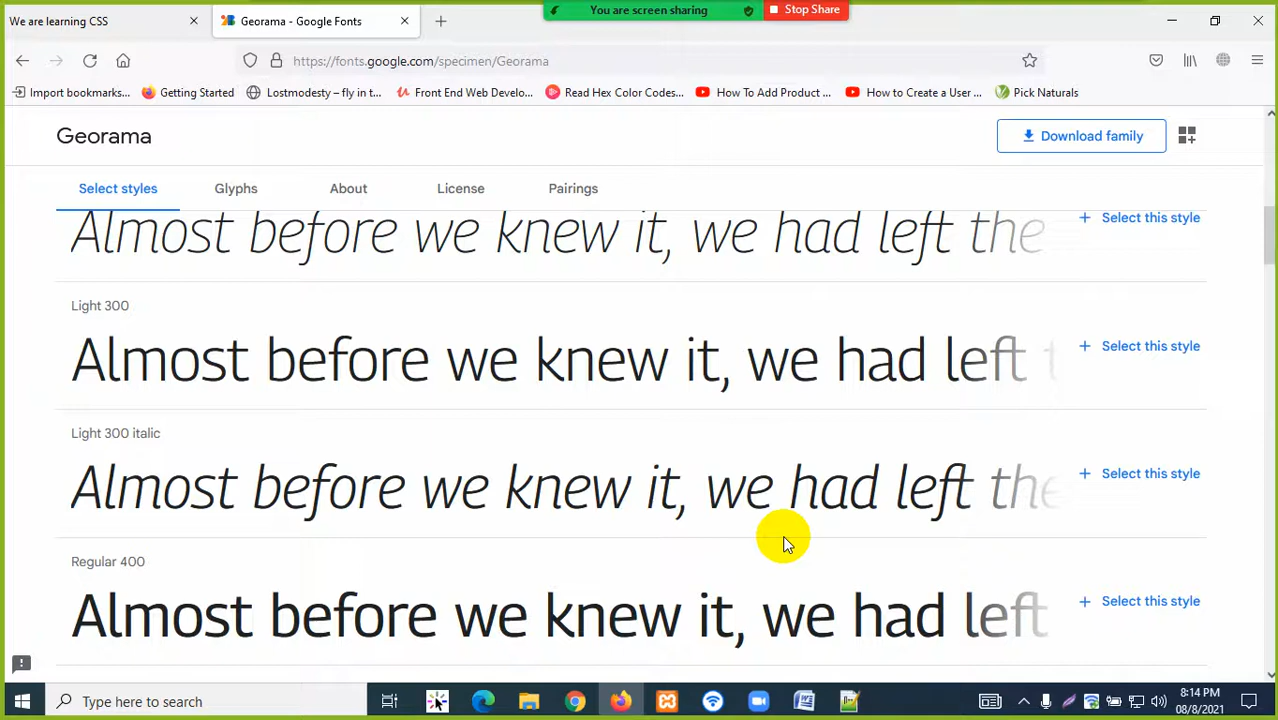 You are screen sharing
Stop Share
We are learning CSS
Georama - Google Fonts
https://fonts.google.com/specimen/Georama
Import bookmarks...
Getting Started
Lostmodesty – fly in t...
Front End Web Develo...
Read Hex Color Codes...
How To Add Product ...
How to Create a User ...
Pick Naturals
Georama
Download family
Select styles
Glyphs
About
License
Pairings
Almost before we knew it, we had left the
Select this style
Light 300
Almost before we knew it, we had left t
Select this style
Light 300 italic
Almost before we knew it, we had left the
Select this style
Regular 400
Almost before we knew it, we had left
Select this style
Type here to search
8:14 PM
08/8/2021